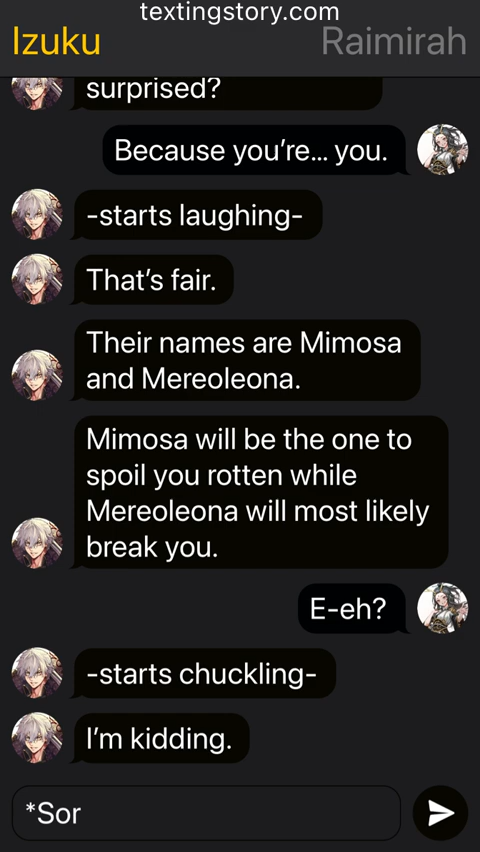 textingstory.com
Izuku
Raimirah
surprised?
Because you’re… you.
-starts laughing-
That’s fair.
Their names are Mimosa
and Mereoleona.
Mimosa will be the one to
spoil you rotten while
Mereoleona will most likely
break you.
E-eh?
-starts chuckling-
I’m kidding.
*Sor